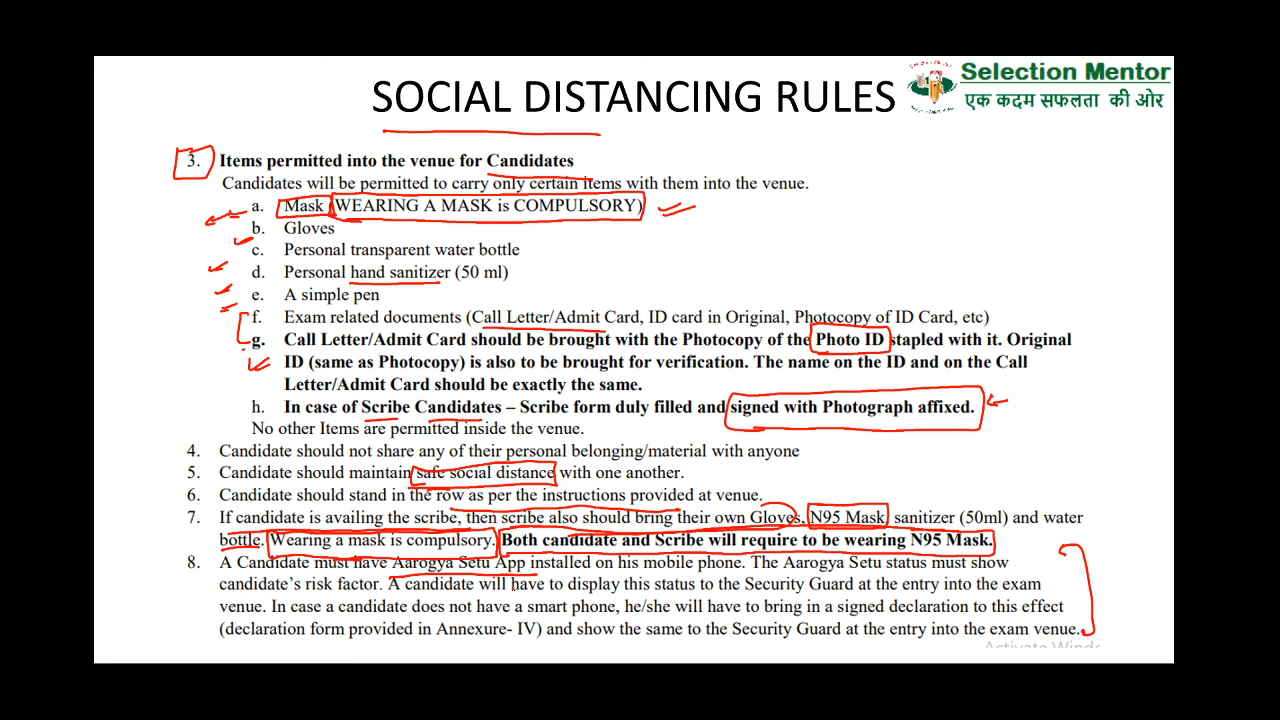 SOCIAL DISTANCING RULES
Selection Mentor
एक कदम सफलता की ओर
3. Items permitted into the venue for Candidates
Candidates will be permitted to carry only certain items with them into the venue.
a. Mask (WEARING A MASK is COMPULSORY)
b. Gloves
c. Personal transparent water bottle
d. Personal hand sanitizer (50 ml)
e. A simple pen
f. Exam related documents (Call Letter/Admit Card, ID card in Original, Photocopy of ID Card, etc)
g. Call Letter/Admit Card should be brought with the Photocopy of the Photo ID stapled with it. Original
ID (same as Photocopy) is also to be brought for verification. The name on the ID and on the Call
Letter/Admit Card should be exactly the same.
h. In case of Scribe Candidates – Scribe form duly filled and signed with Photograph affixed.
No other Items are permitted inside the venue.
4. Candidate should not share any of their personal belonging/material with anyone
5. Candidate should maintain safe social distance with one another.
6. Candidate should stand in the row as per the instructions provided at venue.
7. If candidate is availing the scribe, then scribe also should bring their own Gloves, N95 Mask sanitizer (50ml) and water
bottle. Wearing a mask is compulsory. Both candidate and Scribe will require to be wearing N95 Mask.
8. A Candidate must have Aarogya Setu App installed on his mobile phone. The Aarogya Setu status must show
candidate's risk factor. A candidate will have to display this status to the Security Guard at the entry into the exam
venue. In case a candidate does not have a smart phone, he/she will have to bring in a signed declaration to this effect
(declaration form provided in Annexure- IV) and show the same to the Security Guard at the entry into the exam venue.